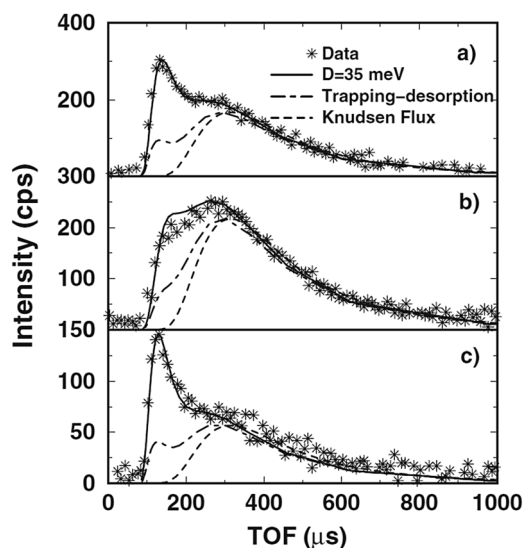 400
a)
Data
D=35 meV
200
Trapping–desorption
Knudsen Flux
300
b)
200
100
150
c)
100
50
0
0 200 400 600 800 1000
Intensity (cps)
TOF (μs)